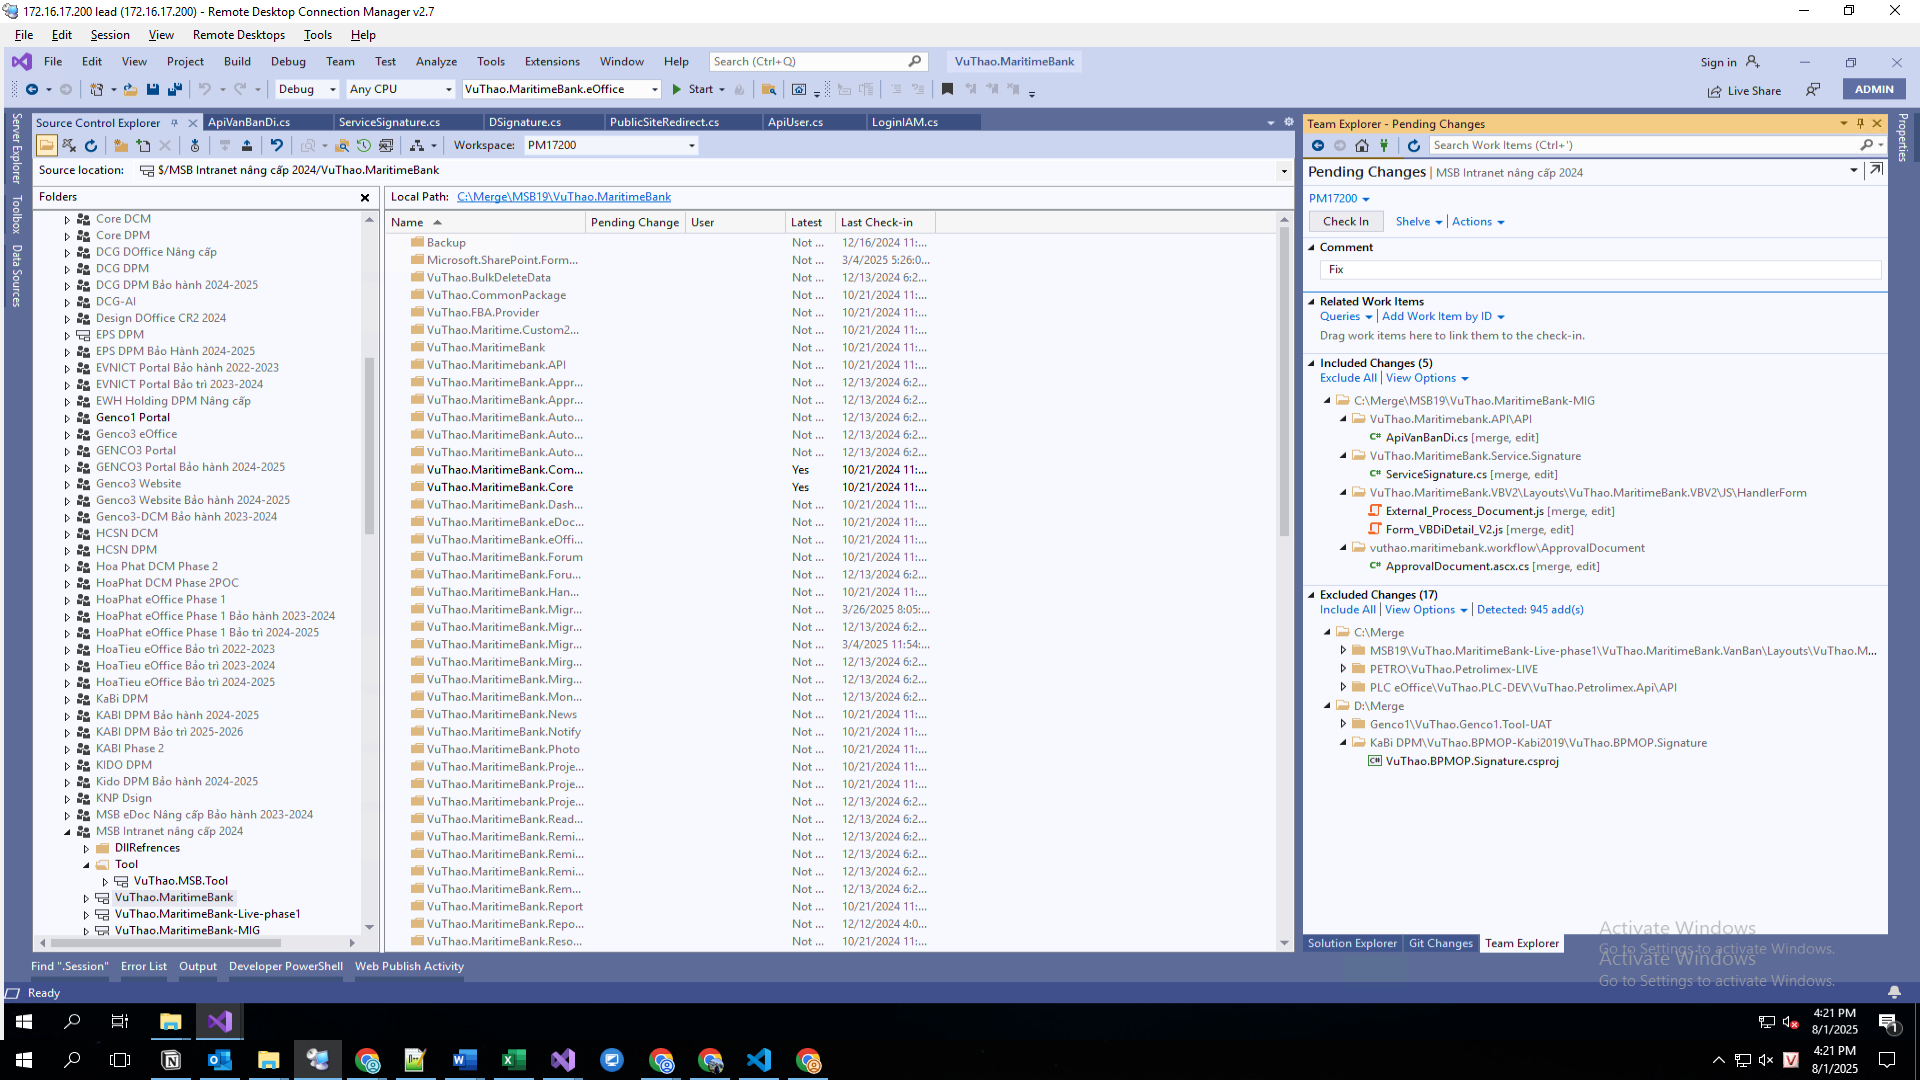 172.16.17.200 lead (172.16.17.200) - Remote Desktop Connection Manager v2.7
File Edit Session View Remote Desktops Tools Help
File Edit View Project Build Debug Team Test Analyze Tools Extensions Window Help Search (Ctrl+Q) VuThao.MaritimeBank Sign in
Debug Any CPU VuThao.MaritimeBank.eOffice Start Live Share ADMIN
Server Explorer
Toolbox
Data Sources
Source Control Explorer ApiVanBanDi.cs ServiceSignature.cs DSignature.cs PublicSiteRedirect.cs ApiUser.cs LoginIAM.cs
Workspace: PM17200
Source location: $/MSB Intranet nâng cấp 2024/VuThao.MaritimeBank
Folders
Core DCM
Core DPM
DCG DOffice Nâng cấp
DCG DPM
DCG DPM Bảo hành 2024-2025
DCG-AI
Design DOffice CR2 2024
EPS DPM
EPS DPM Bảo Hành 2024-2025
EVNICT Portal Bảo hành 2022-2023
EVNICT Portal Bảo trì 2023-2024
EWH Holding DPM Nâng cấp
Genco1 Portal
Genco3 eOffice
GENCO3 Portal
GENCO3 Portal Bảo hành 2024-2025
Genco3 Website
Genco3 Website Bảo hành 2024-2025
Genco3-DCM Bảo hành 2023-2024
HCSN DCM
HCSN DPM
Hoa Phat DCM Phase 2
HoaPhat DCM Phase 2POC
HoaPhat eOffice Phase 1
HoaPhat eOffice Phase 1 Bảo hành 2023-2024
HoaPhat eOffice Phase 1 Bảo trì 2024-2025
HoaTieu eOffice Bảo trì 2022-2023
HoaTieu eOffice Bảo trì 2023-2024
HoaTieu eOffice Bảo trì 2024-2025
KaBi DPM
KABI DPM Bảo hành 2024-2025
KABI DPM Bảo trì 2025-2026
KABI Phase 2
KIDO DPM
Kido DPM Bảo hành 2024-2025
KNP Dsign
MSB eDoc Nâng cấp Bảo hành 2023-2024
MSB Intranet nâng cấp 2024
DllRefrences
Tool
VuThao.MSB.Tool
VuThao.MaritimeBank
VuThao.MaritimeBank-Live-phase1
VuThao.MaritimeBank-MIG
Local Path: C:\Merge\MSB19\VuThao.MaritimeBank
Name Pending Change User Latest Last Check-in
Backup Not ... 12/16/2024 11:...
Microsoft.SharePoint.Form... Not ... 3/4/2025 5:26:0...
VuThao.BulkDeleteData Not ... 12/13/2024 6:2...
VuThao.CommonPackage Not ... 10/21/2024 11:...
VuThao.FBA.Provider Not ... 10/21/2024 11:...
VuThao.Maritime.Custom2... Not ... 10/21/2024 11:...
VuThao.MaritimeBank Not ... 10/21/2024 11:...
VuThao.Maritimebank.API Not ... 10/21/2024 11:...
VuThao.MaritimeBank.Appr... Not ... 12/13/2024 6:2...
VuThao.MaritimeBank.Appr... Not ... 12/13/2024 6:2...
VuThao.MaritimeBank.Auto... Not ... 12/13/2024 6:2...
VuThao.MaritimeBank.Auto... Not ... 12/13/2024 6:2...
VuThao.MaritimeBank.Auto... Not ... 12/13/2024 6:2...
VuThao.MaritimeBank.Com... Yes 10/21/2024 11:...
VuThao.MaritimeBank.Core Yes 10/21/2024 11:...
VuThao.MaritimeBank.Dash... Not ... 10/21/2024 11:...
VuThao.MaritimeBank.eDoc... Not ... 10/21/2024 11:...
VuThao.MaritimeBank.eOffi... Not ... 10/21/2024 11:...
VuThao.MaritimeBank.Forum Not ... 10/21/2024 11:...
VuThao.MaritimeBank.Foru... Not ... 12/13/2024 6:2...
VuThao.MaritimeBank.Han... Not ... 10/21/2024 11:...
VuThao.MaritimeBank.Migr... Not ... 3/26/2025 8:05:...
VuThao.MaritimeBank.Migr... Not ... 12/13/2024 6:2...
VuThao.MaritimeBank.Migr... Not ... 3/4/2025 11:54:...
VuThao.MaritimeBank.Mirg... Not ... 12/13/2024 6:2...
VuThao.MaritimeBank.Mirg... Not ... 12/13/2024 6:2...
VuThao.MaritimeBank.Mon... Not ... 12/13/2024 6:2...
VuThao.MaritimeBank.News Not ... 10/21/2024 11:...
VuThao.MaritimeBank.Notify Not ... 10/21/2024 11:...
VuThao.MaritimeBank.Photo Not ... 10/21/2024 11:...
VuThao.MaritimeBank.Proje... Not ... 10/21/2024 11:...
VuThao.MaritimeBank.Proje... Not ... 10/21/2024 11:...
VuThao.MaritimeBank.Proje... Not ... 12/13/2024 6:2...
VuThao.MaritimeBank.Read... Not ... 10/21/2024 11:...
VuThao.MaritimeBank.Remi... Not ... 12/13/2024 6:2...
VuThao.MaritimeBank.Remi... Not ... 12/13/2024 6:2...
VuThao.MaritimeBank.Remi... Not ... 12/13/2024 6:2...
VuThao.MaritimeBank.Rem... Not ... 12/13/2024 6:2...
VuThao.MaritimeBank.Report Not ... 10/21/2024 11:...
VuThao.MaritimeBank.Repo... Not ... 12/12/2024 4:0...
VuThao.MaritimeBank.Reso... Not ... 10/21/2024 11:...
Team Explorer - Pending Changes
Search Work Items (Ctrl+')
Pending Changes | MSB Intranet nâng cấp 2024
PM17200
Check In Shelve Actions
Comment
Fix
Related Work Items
Queries Add Work Item by ID
Drag work items here to link them to the check-in.
Included Changes (5)
Exclude All View Options
C:\Merge\MSB19\VuThao.MaritimeBank-MIG
VuThao.Maritimebank.API\API
ApiVanBanDi.cs [merge, edit]
VuThao.MaritimeBank.Service.Signature
ServiceSignature.cs [merge, edit]
VuThao.MaritimeBank.VBV2\Layouts\VuThao.MaritimeBank.VBV2\JS\HandlerForm
External_Process_Document.js [merge, edit]
Form_VBDiDetail_V2.js [merge, edit]
vuthao.maritimebank.workflow\ApprovalDocument
ApprovalDocument.ascx.cs [merge, edit]
Excluded Changes (17)
Include All View Options Detected: 945 add(s)
C:\Merge
MSB19\VuThao.MaritimeBank-Live-phase1\VuThao.MaritimeBank.VanBan\Layouts\VuThao.M...
PETRO\VuThao.Petrolimex-LIVE
PLC eOffice\VuThao.PLC-DEV\VuThao.Petrolimex.Api\API
D:\Merge
Genco1\VuThao.Genco1.Tool-UAT
KaBi DPM\VuThao.BPMOP-Kabi2019\VuThao.BPMOP.Signature
VuThao.BPMOP.Signature.csproj
Properties
Activate Windows
Go to Settings to activate Windows.
Activate Windows
Go to Settings to activate Windows.
Solution Explorer Git Changes Team Explorer
Find ".Session" Error List Output Developer PowerShell Web Publish Activity
Ready
4:21 PM
8/1/2025
1
4:21 PM
8/1/2025